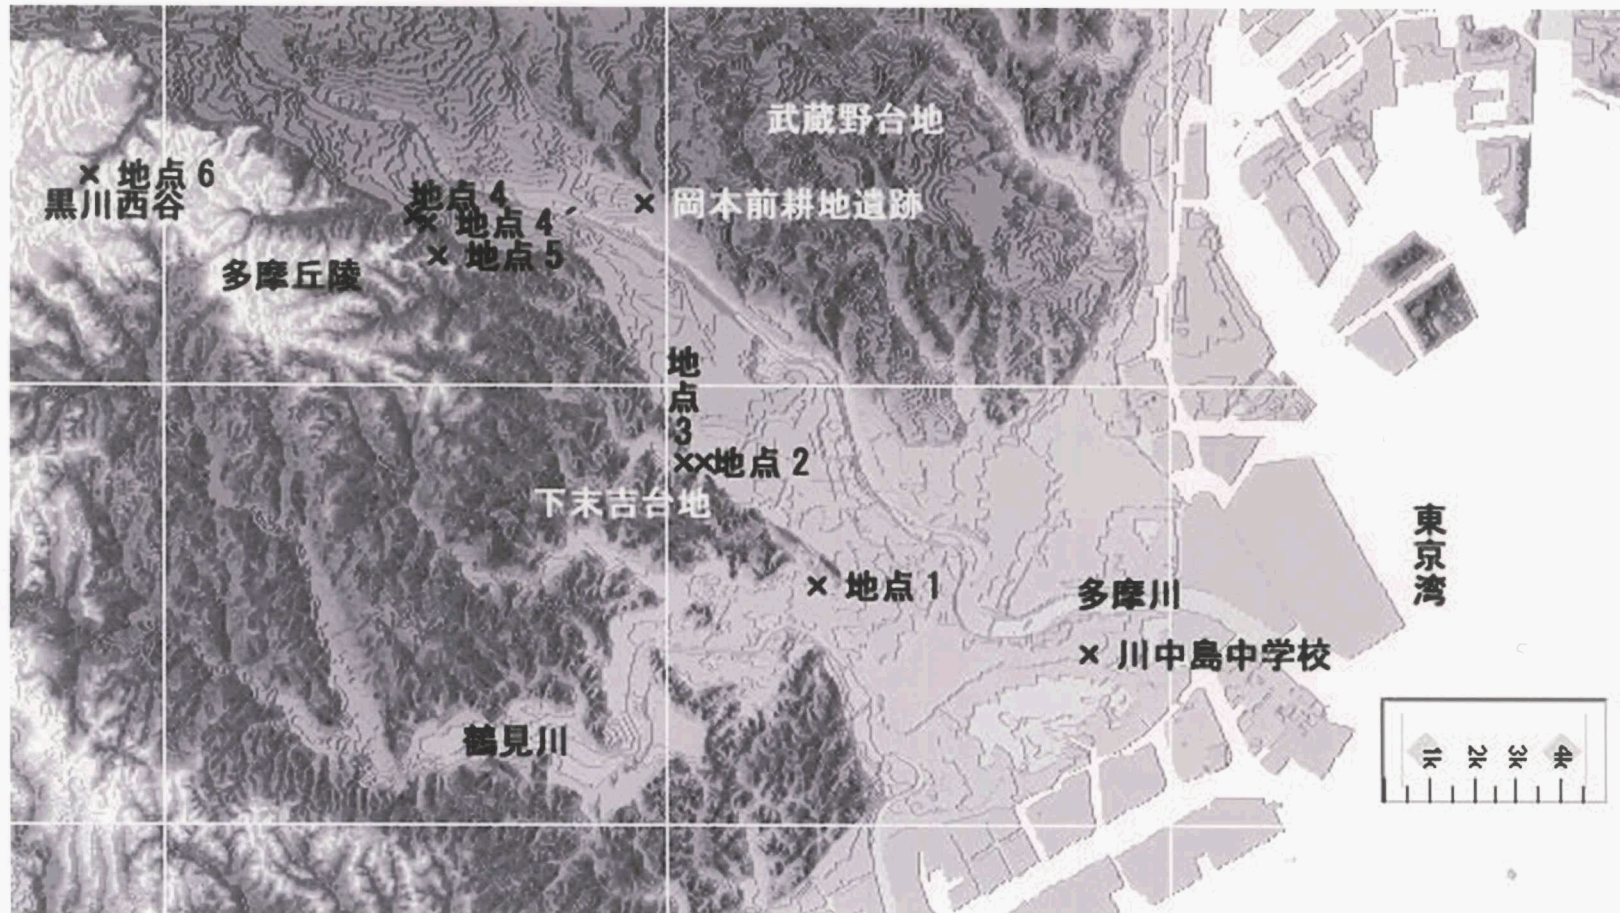 武蔵野台地
× 地点 6
黒川西谷
地点 4
× 地点 4´
× 岡本前耕地遺跡
× 地点 5
多摩丘陵
地点3
××地点 2
下末吉台地
東京湾
× 地点 1
多摩川
× 川中島中学校
鶴見川
1k 2k 3k 4k